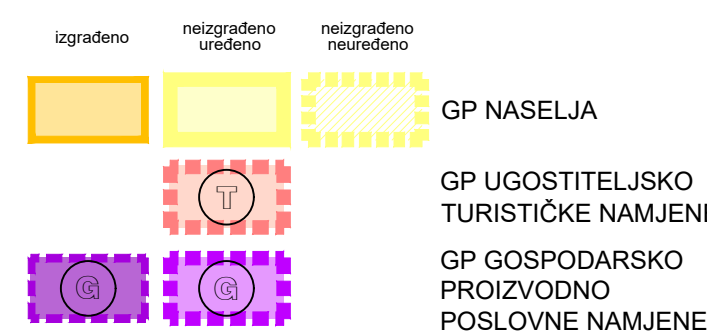 izgrađeno
neizgrađeno
uređeno
neizgrađeno
neuređeno
GP NASELJA
T
GP UGOSTITELJSKO
TURISTIČKE NAMJENE
G
G
GP GOSPODARSKO
PROIZVODNO
POSLOVNE NAMJENE